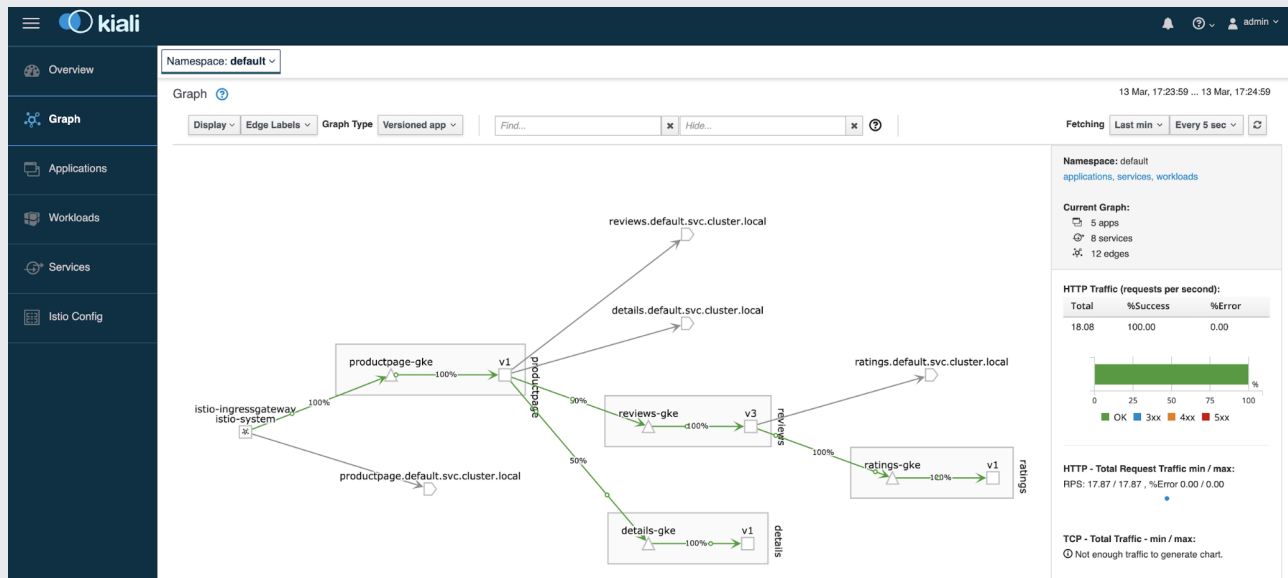 kiali
admin
Overview
Graph
Applications
Workloads
Services
Istio Config
Namespace: default
Graph
13 Mar, 17:23:59 ... 13 Mar, 17:24:59
Display
Edge Labels
Graph Type
Versioned app
Find...
Hide...
Fetching
Last min
Every 5 sec
reviews.default.svc.cluster.local
details.default.svc.cluster.local
productpage-gke
v1
100%
productpage
ratings.default.svc.cluster.local
istio-ingressgateway
istio-system
100%
50%
reviews-gke
v3
100%
reviews
productpage.default.svc.cluster.local
50%
100%
ratings-gke
v1
100%
ratings
details-gke
v1
100%
details
Namespace: default
applications, services, workloads
Current Graph:
5 apps
8 services
12 edges
HTTP Traffic (requests per second):
Total %Success %Error
18.08 100.00 0.00
%
0 25 50 75 100
OK 3xx 4xx 5xx
HTTP - Total Request Traffic min / max:
RPS: 17.87 / 17.87 , %Error 0.00 / 0.00
TCP - Total Traffic - min / max:
Not enough traffic to generate chart.